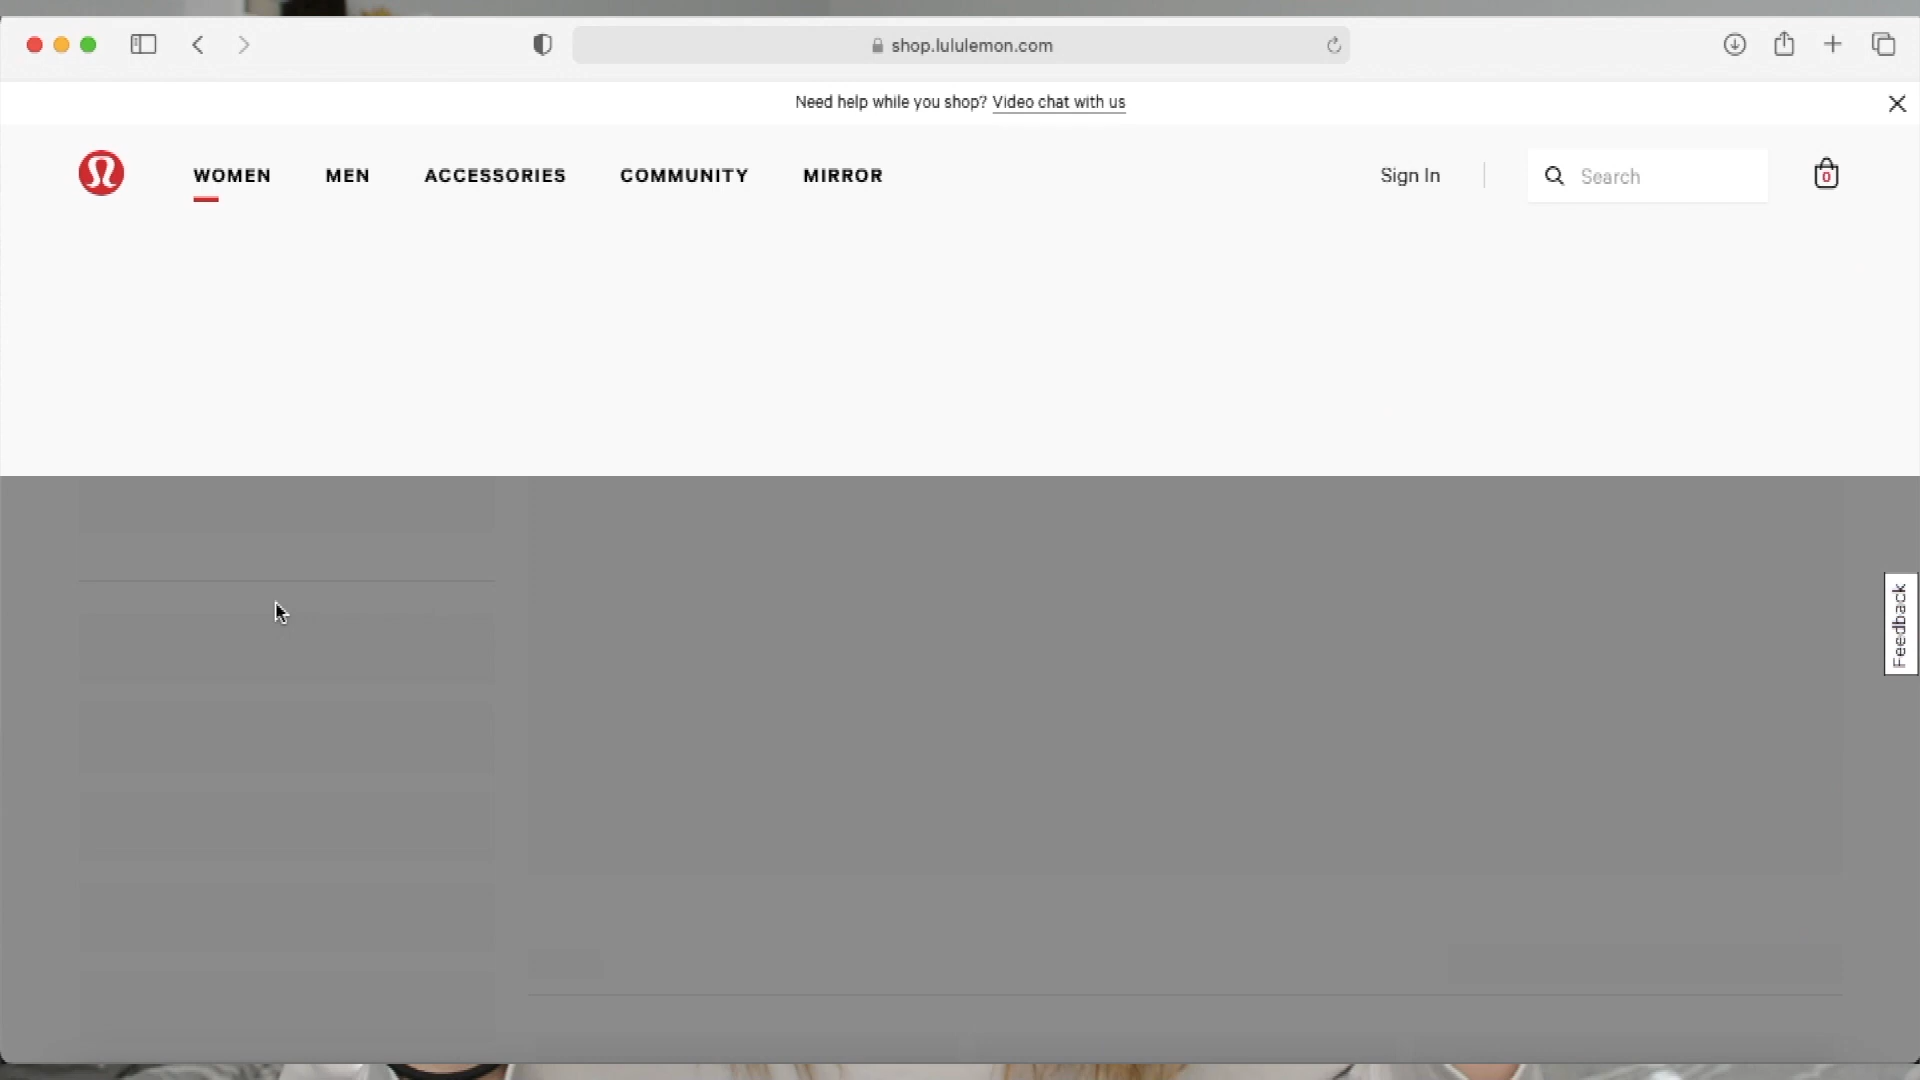 shop.lululemon.com
Need help while you shop? Video chat with us
WOMEN MEN ACCESSORIES COMMUNITY MIRROR Sign In Search 0
Feedback